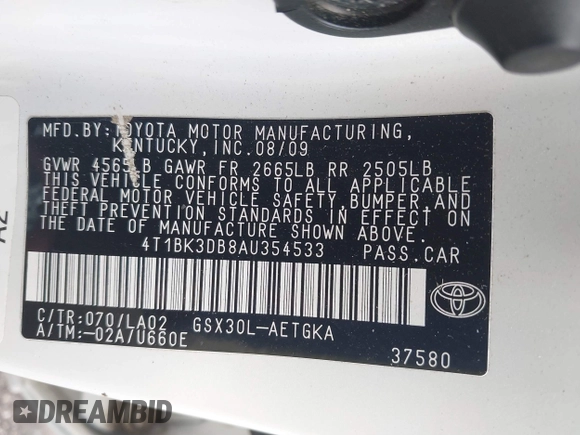 MFD.BY:TOYOTA MOTOR MANUFACTURING,
KENTUCKY, INC.08/09
GVWR 4565LB GAWR FR 2665LB RR 2505LB
THIS VEHICLE CONFORMS TO ALL APPLICABLE
FEDERAL MOTOR VEHICLE SAFETY, BUMPER, AND
THEFT PREVENTION STANDARDS IN EFFECT ON
THE DATE OF MANUFACTURE SHOWN ABOVE.
4T1BK3DB8AU354533 PASS.CAR
C/TR:070/LA02 GSX30L-AETGKA
A/TM:-02A/U660E
37580
TOYOTA
A2
DREAMBID